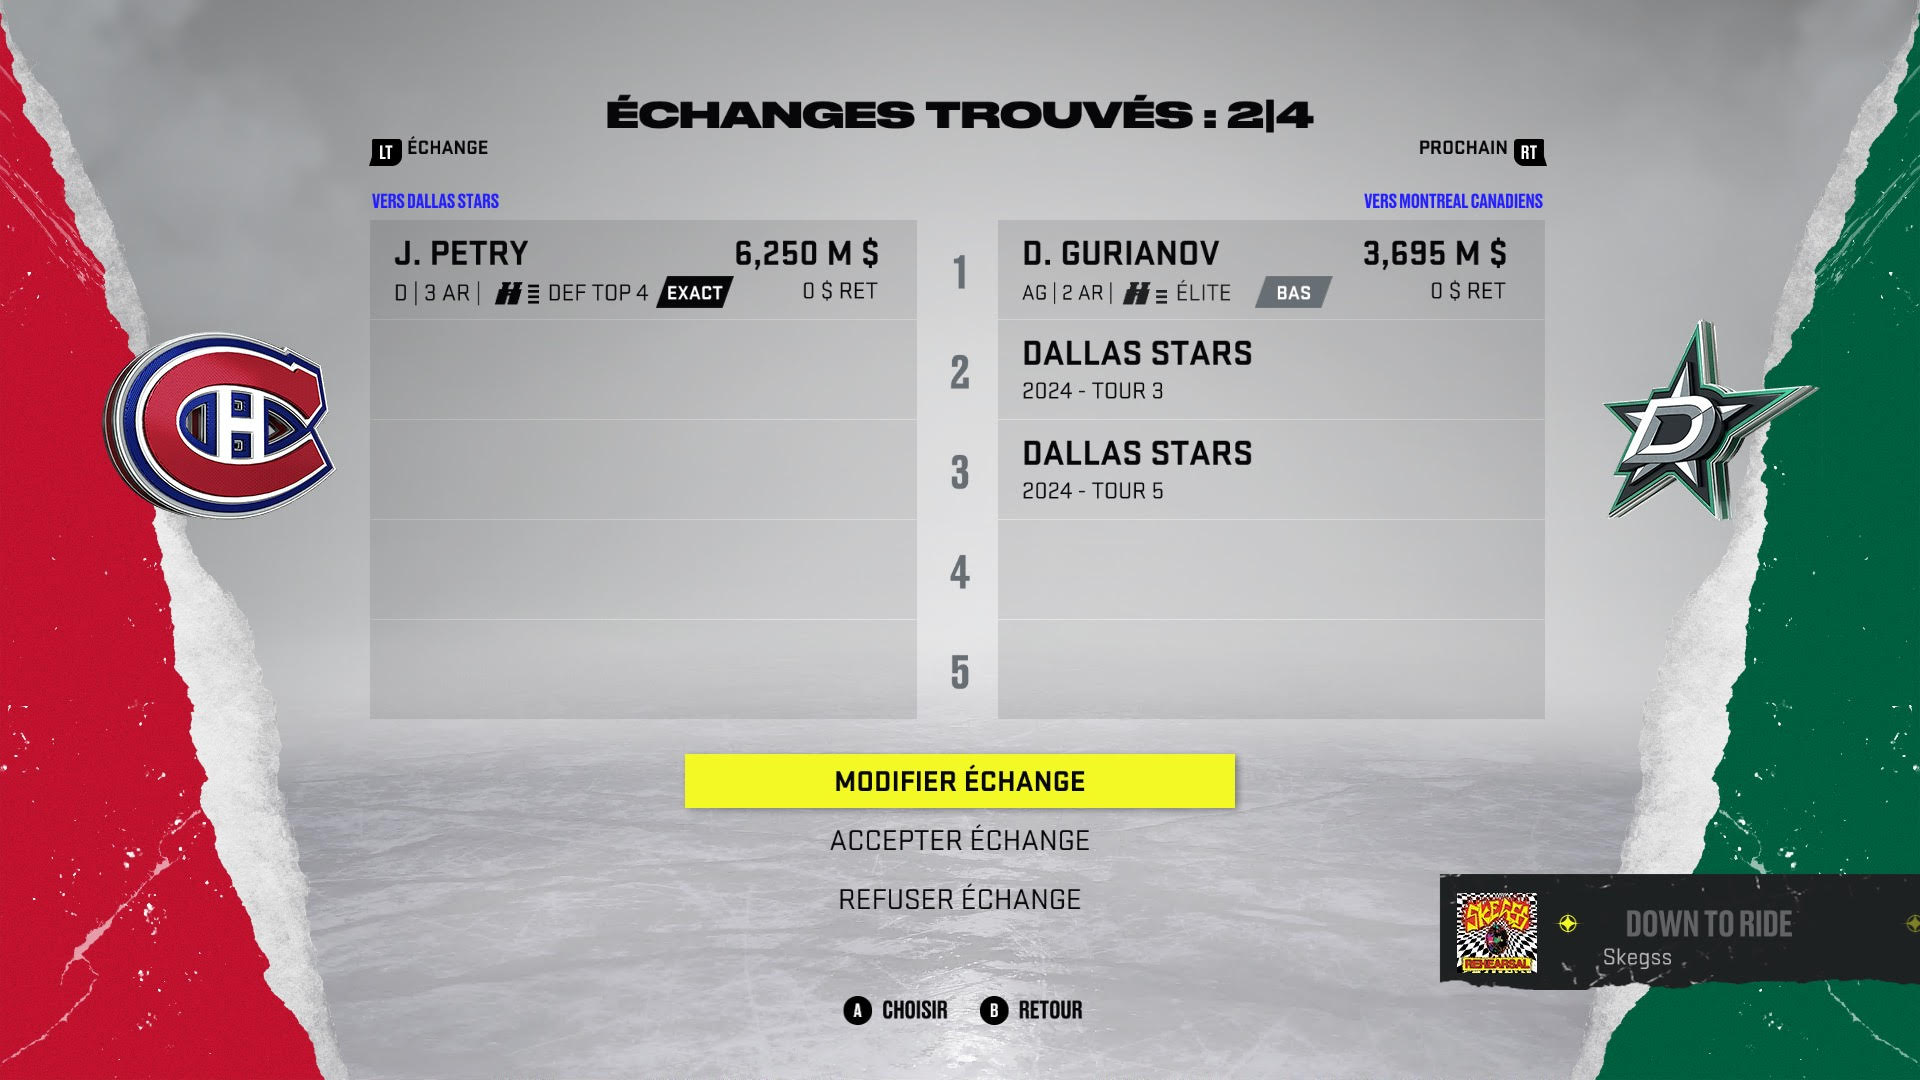 ÉCHANGES TROUVÉS : 2|4
LT ÉCHANGE
PROCHAIN RT
VERS DALLAS STARS
VERS MONTREAL CANADIENS
J. PETRY 6,250 M $
D | 3 AR | DEF TOP 4 EXACT 0 $ RET
1
D. GURIANOV 3,695 M $
AG | 2 AR | ÉLITE BAS 0 $ RET
2
DALLAS STARS
2024 - TOUR 3
3
DALLAS STARS
2024 - TOUR 5
4
5
MODIFIER ÉCHANGE
ACCEPTER ÉCHANGE
REFUSER ÉCHANGE
SKEGSS
REHEARSAL
DOWN TO RIDE
Skegss
A CHOISIR B RETOUR